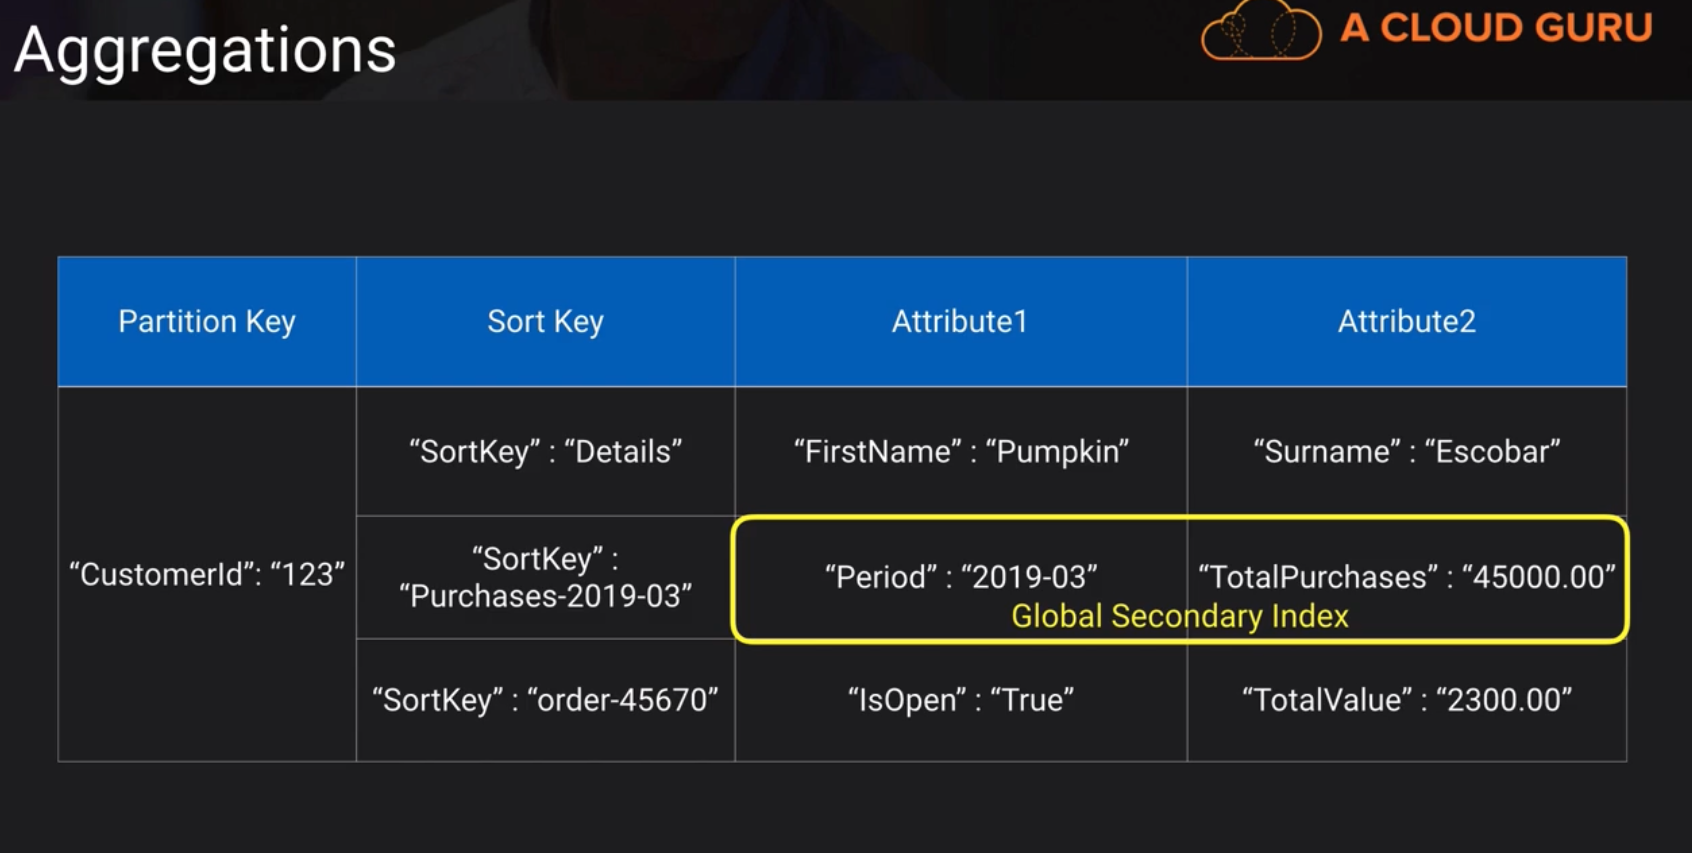 Aggregations
A CLOUD GURU
Partition Key
Sort Key
Attribute1
Attribute2
“CustomerId”: “123”
“SortKey” : “Details”
“FirstName” : “Pumpkin”
“Surname” : “Escobar”
“SortKey” :
“Purchases-2019-03”
“Period” : “2019-03”
“TotalPurchases” : “45000.00”
Global Secondary Index
“SortKey” : “order-45670”
“IsOpen” : “True”
“TotalValue” : “2300.00”